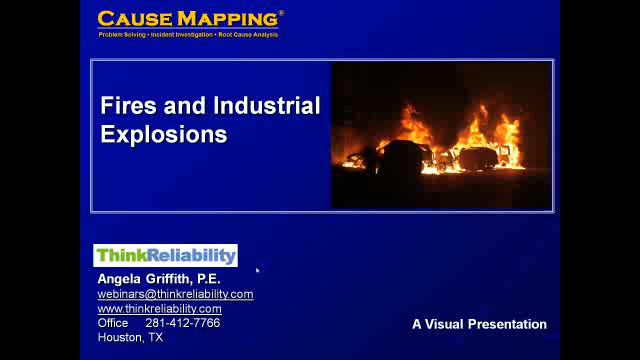 CAUSE MAPPING®
Problem Solving • Incident Investigation • Root Cause Analysis
Fires and Industrial
Explosions
ThinkReliability
Angela Griffith, P.E.
webinars@thinkreliability.com
www.thinkreliability.com
Office 281-412-7766
Houston, TX
A Visual Presentation